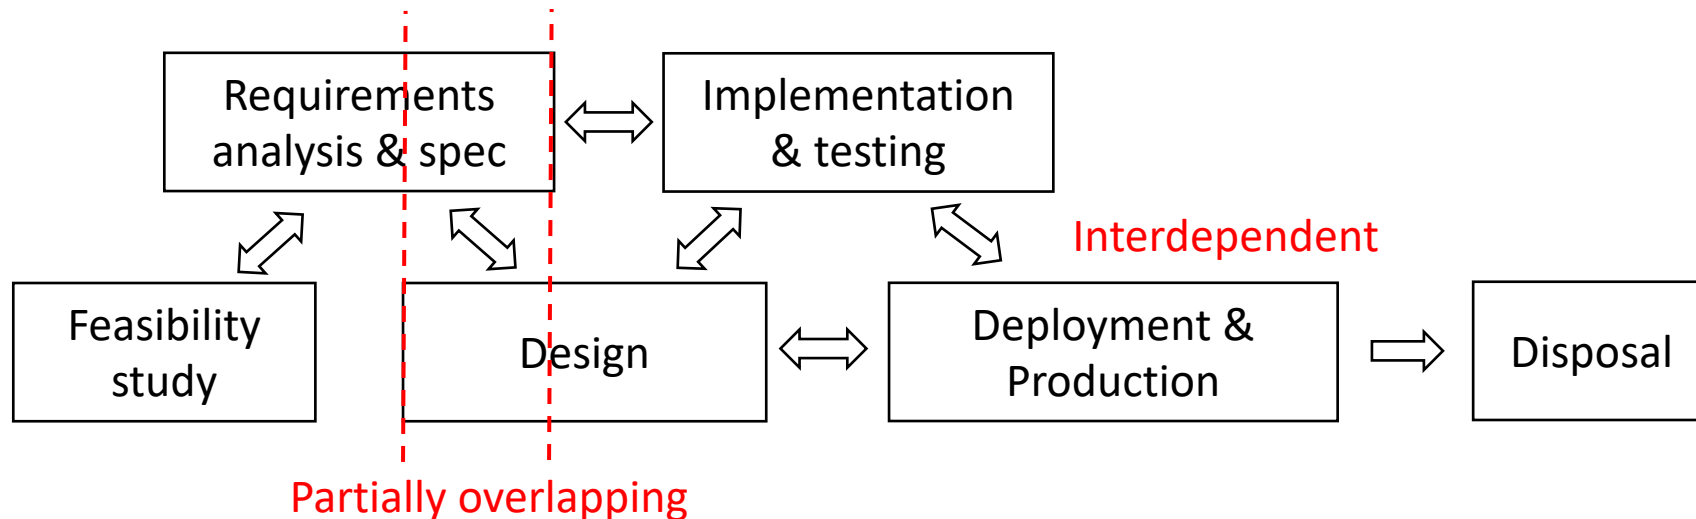 Requirements
analysis & spec
Implementation
& testing
Interdependent
Feasibility
study
Design
Deployment &
Production
Disposal
Partially overlapping